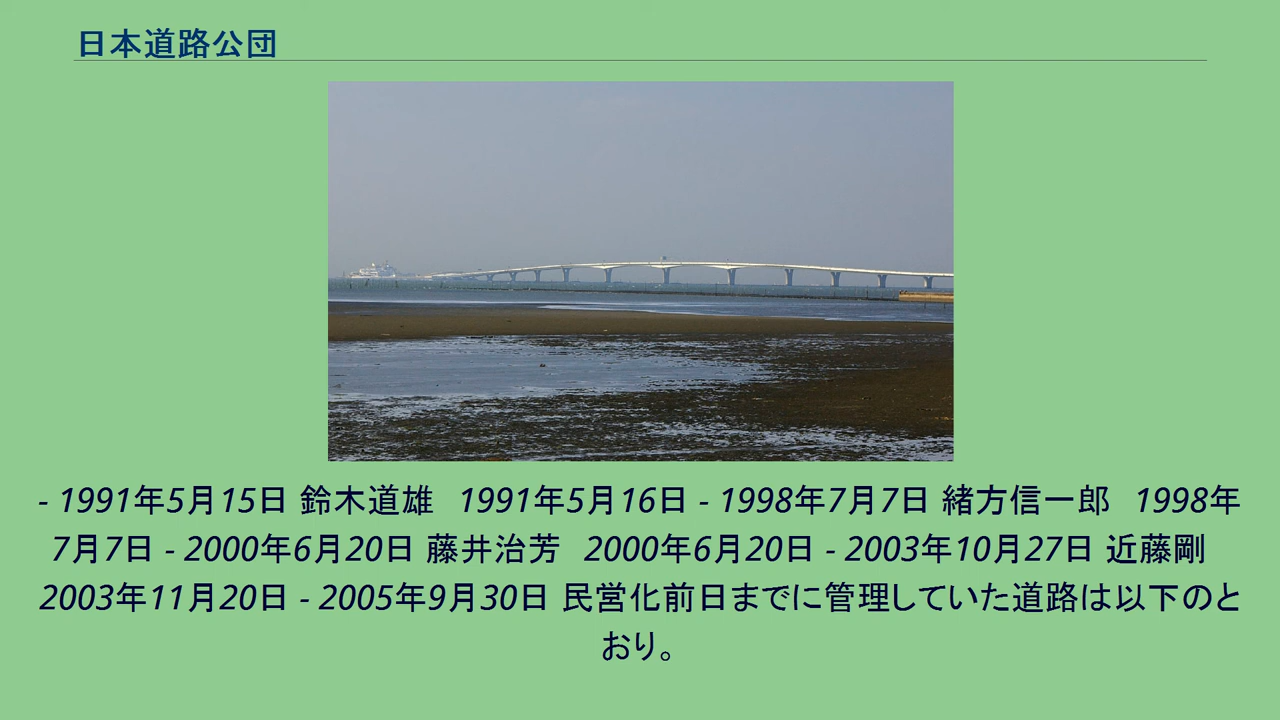 日本道路公団
- 1991年5月15日 鈴木道雄 1991年5月16日 - 1998年7月7日 緒方信一郎 1998年
7月7日 - 2000年6月20日 藤井治芳 2000年6月20日 - 2003年10月27日 近藤剛
2003年11月20日 - 2005年9月30日 民営化前日までに管理していた道路は以下のと
おり。